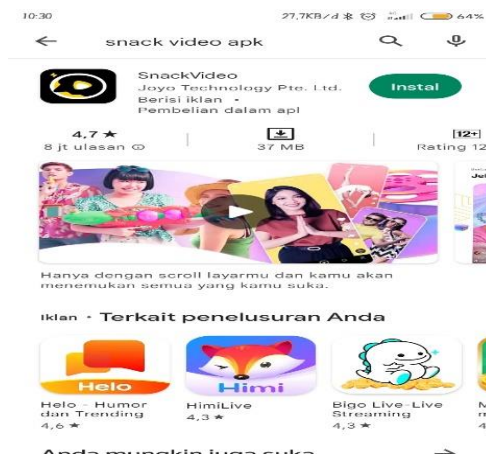 10:30 27,7KB/d 64%
snack video apk
SnackVideo
Joyo Technology Pte. Ltd.
Berisi iklan •
Pembelian dalam apl
Instal
4,7 ★
8 jt ulasan
37 MB
12+
Rating 12
Hanya dengan scroll layarmu dan kamu akan
menemukan semua yang kamu suka.
Iklan • Terkait penelusuran Anda
Helo
Himi
Helo - Humor
dan Trending
4,6 ★
HimiLive
4,3 ★
Bigo Live-Live
Streaming
4,3 ★
Anda mungkin juga suka